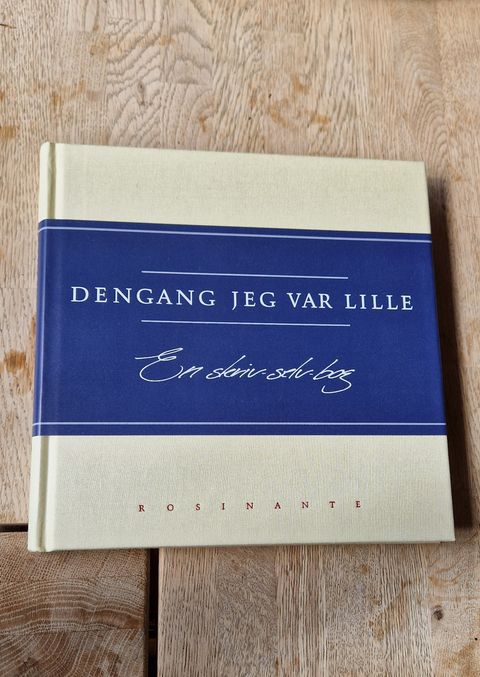 DENGANG JEG VAR LILLE
En skriv-selv-bog
ROSINANTE